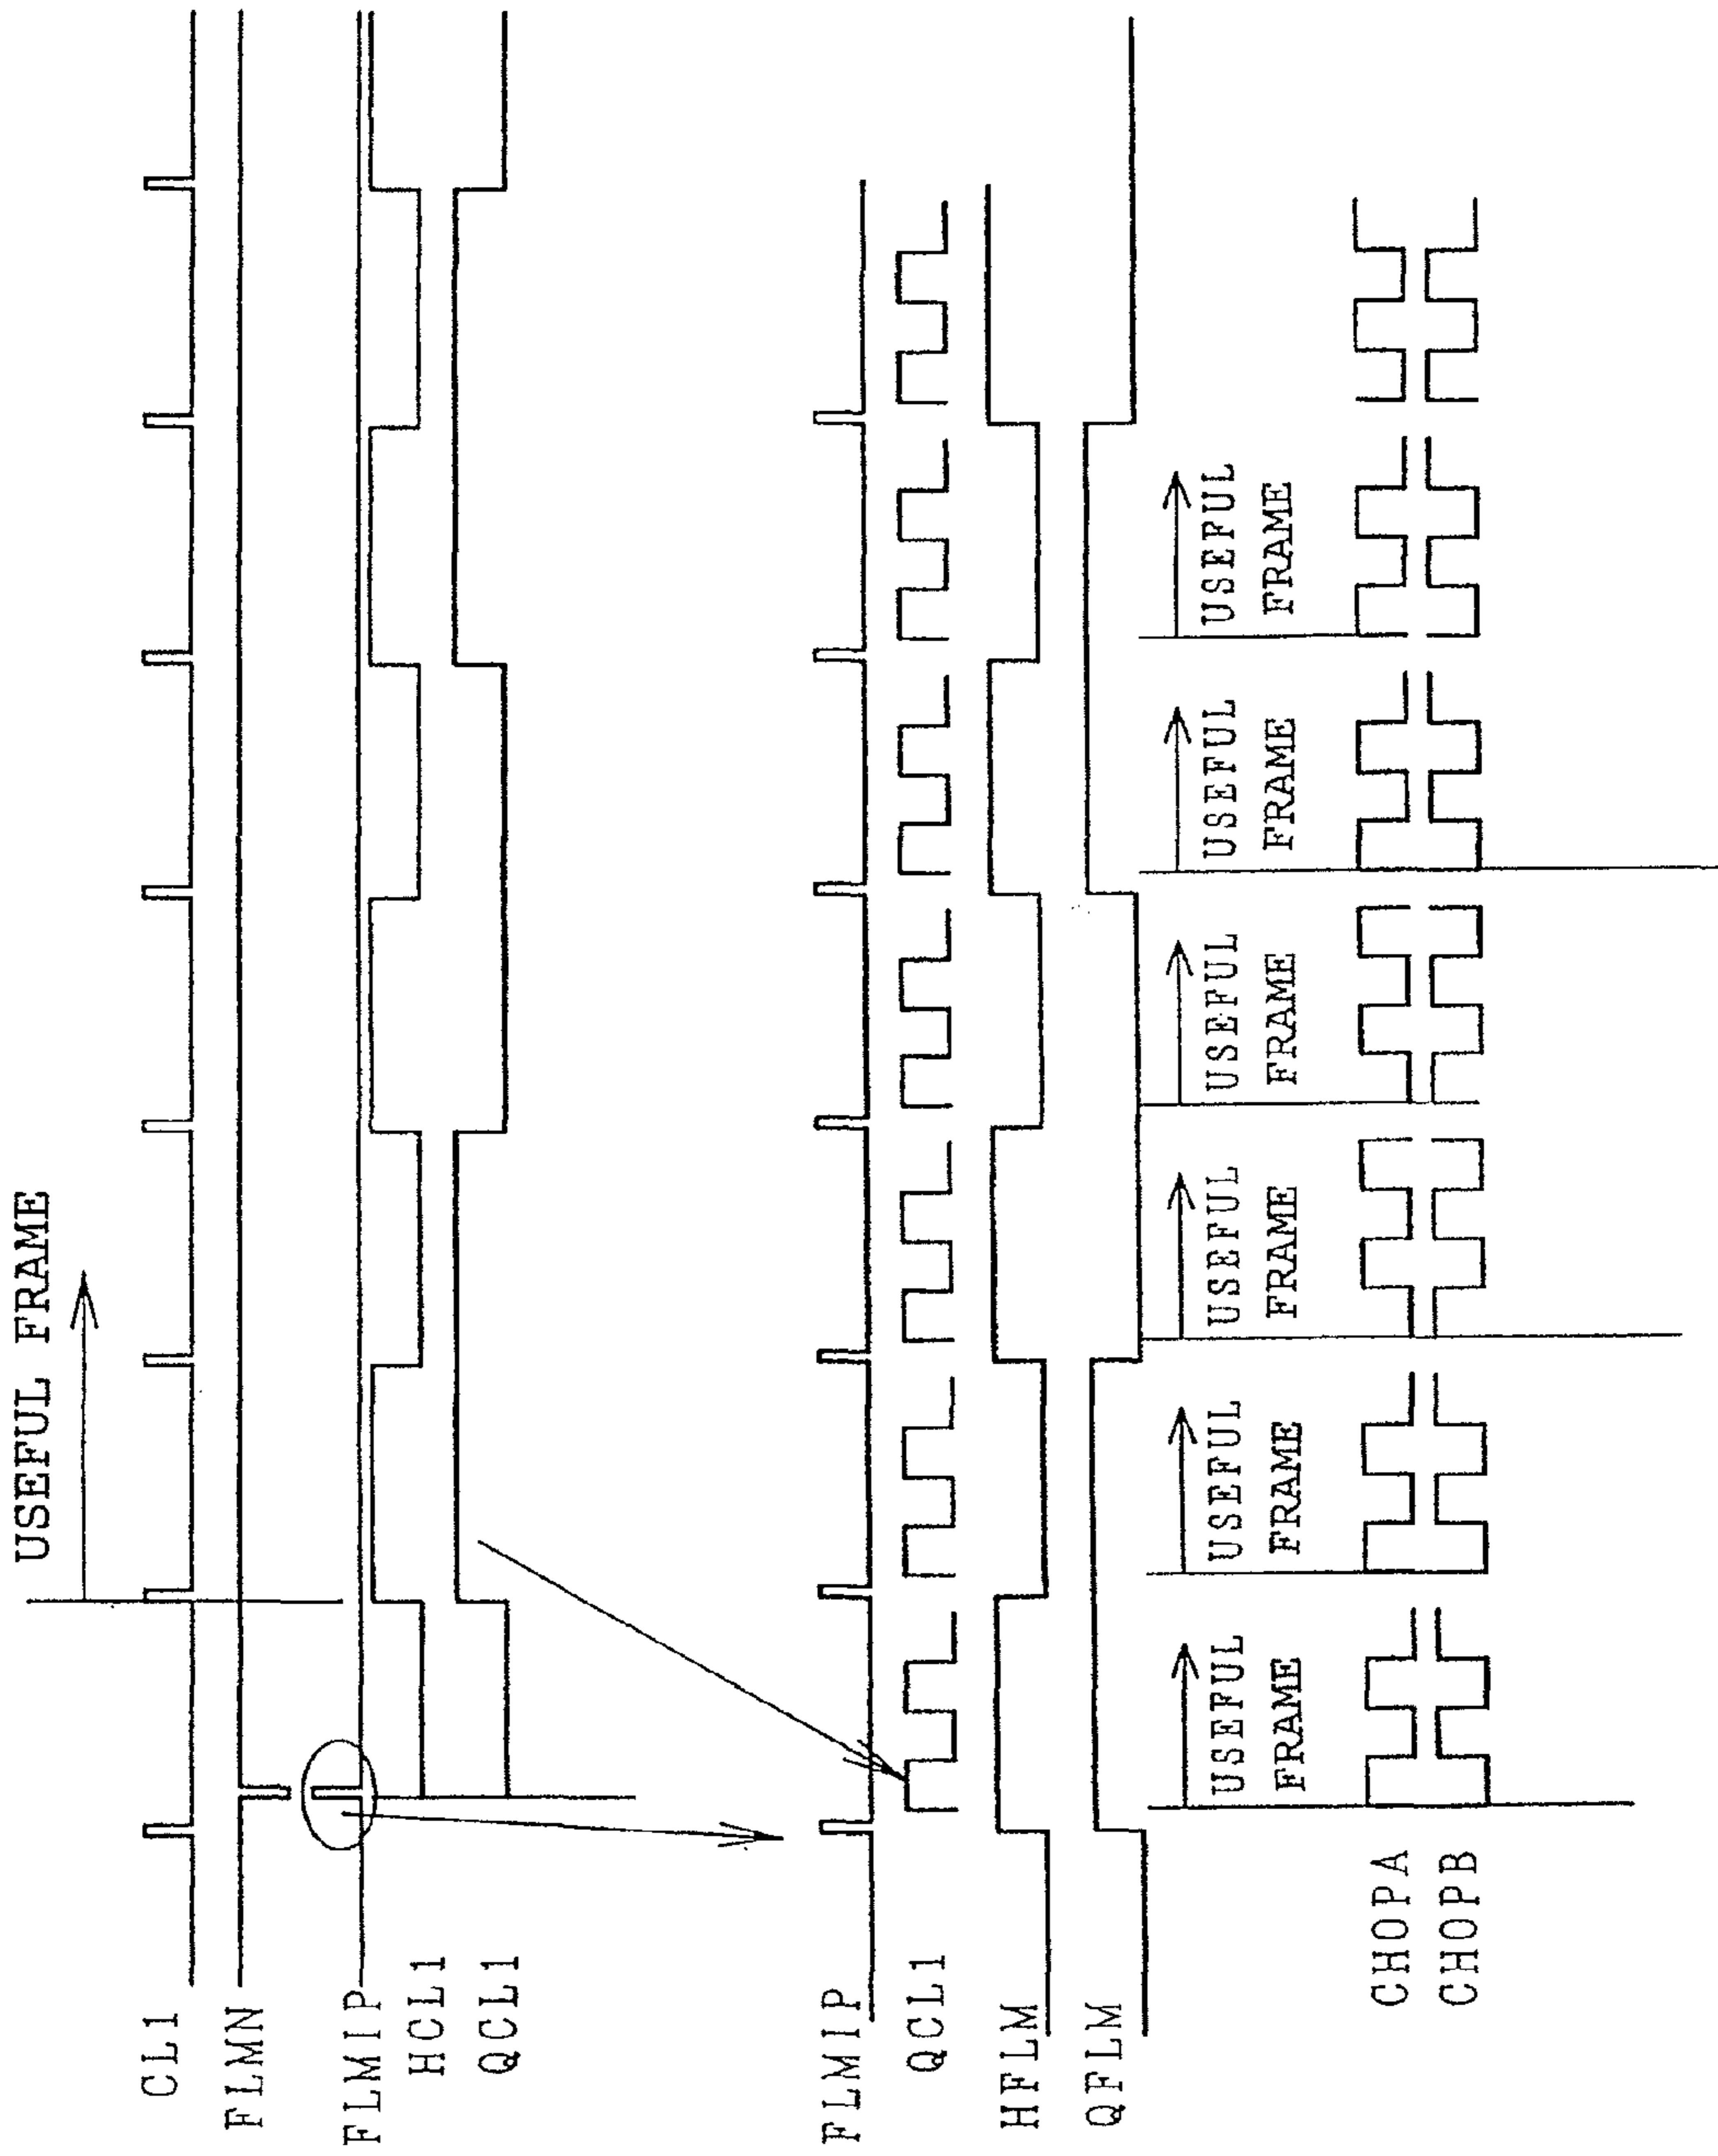 USEFUL FRAME
CL1
FLMN
FLMIP
HCL1
QCL1
FLMIP
QCL1
HFLM
QFLM
USEFUL
FRAME
USEFUL
FRAME
USEFUL
FRAME
USEFUL
FRAME
USEFUL
FRAME
USEFUL
FRAME
CHOPA
CHOPB